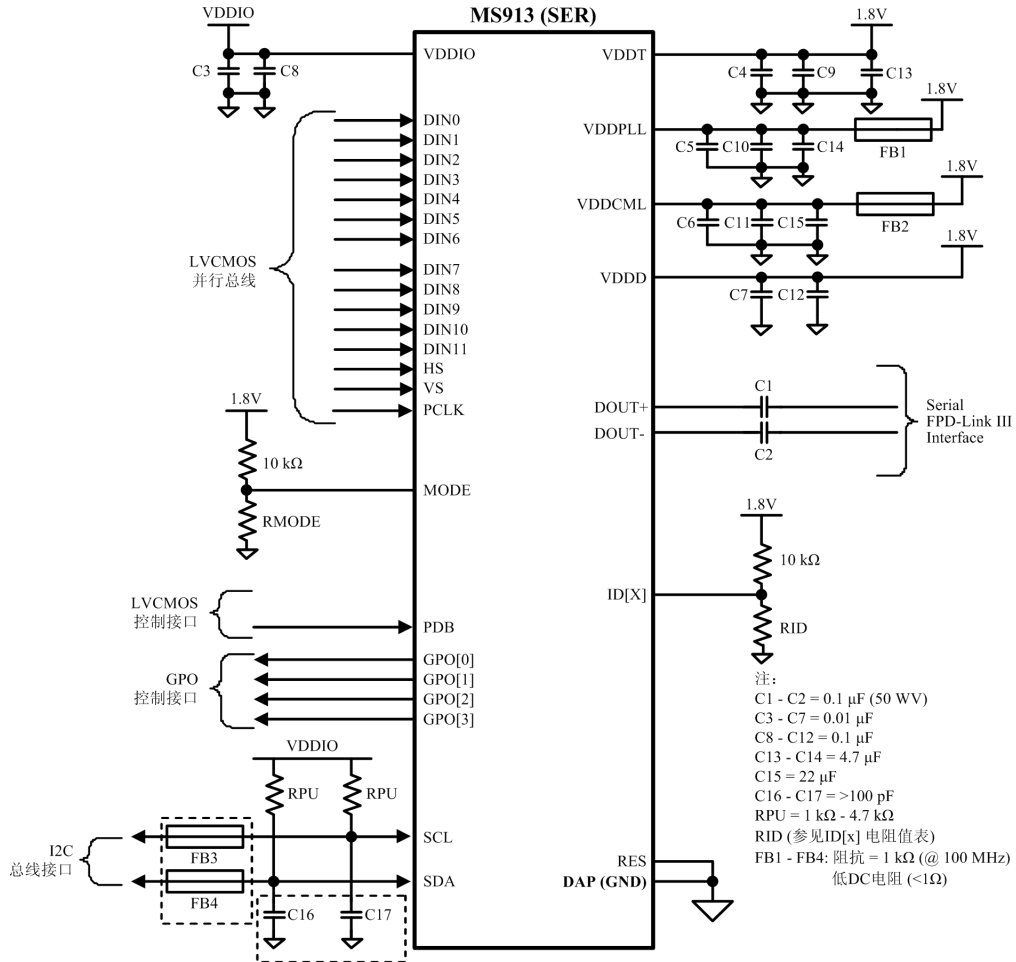 MS913 (SER)
VDDIO
C3
C8
VDDIO
LVCMOS
并行总线
DIN0
DIN1
DIN2
DIN3
DIN4
DIN5
DIN6
DIN7
DIN8
DIN9
DIN10
DIN11
HS
VS
PCLK
1.8V
10 kΩ
MODE
RMODE
LVCMOS
控制接口
PDB
GPO
控制接口
GPO[0]
GPO[1]
GPO[2]
GPO[3]
VDDIO
RPU
RPU
I2C
总线接口
FB3
SCL
FB4
SDA
C16
C17
1.8V
VDDT
C4
C9
C13
1.8V
VDDPLL
C5
C10
C14
FB1
1.8V
VDDCML
C6
C11
C15
FB2
1.8V
VDDD
C7
C12
C1
DOUT+
DOUT-
C2
Serial
FPD-Link III
Interface
1.8V
10 kΩ
ID[X]
RID
注:
C1 - C2 = 0.1 μF (50 WV)
C3 - C7 = 0.01 μF
C8 - C12 = 0.1 μF
C13 - C14 = 4.7 μF
C15 = 22 μF
C16 - C17 = >100 pF
RPU = 1 kΩ - 4.7 kΩ
RID (参见ID[x] 电阻值表)
FB1 - FB4: 阻抗 = 1 kΩ (@ 100 MHz)
低DC电阻 (<1Ω)
RES
DAP (GND)